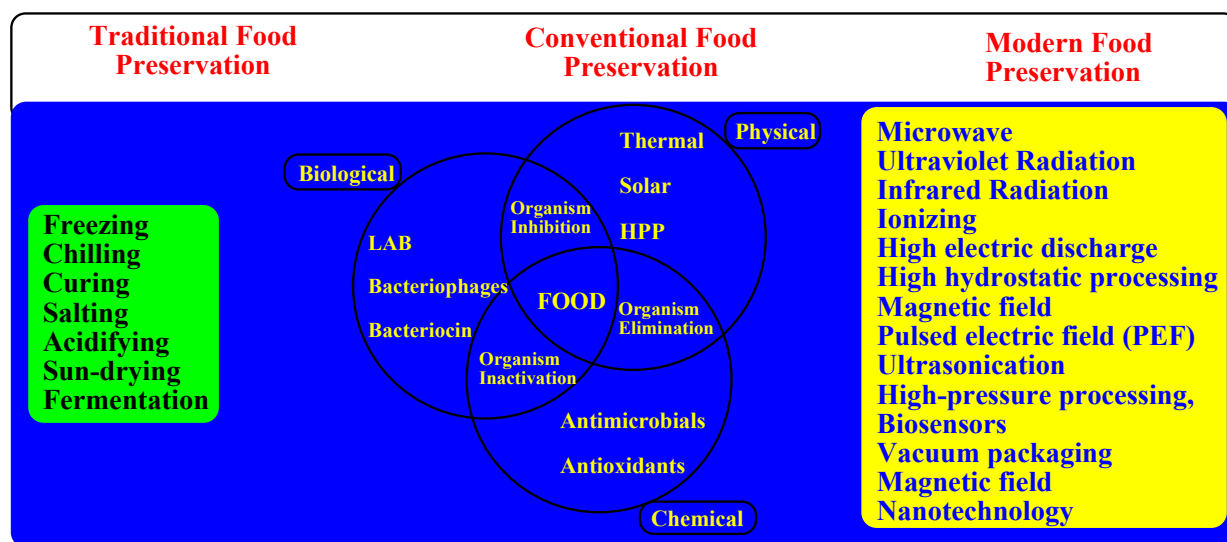 Traditional Food
Preservation
Conventional Food
Preservation
Modern Food
Preservation
Freezing
Chilling
Curing
Salting
Acidifying
Sun-drying
Fermentation
Biological
Physical
Thermal
Solar
HPP
Organism
Inhibition
LAB
Bacteriophages
Bacteriocin
FOOD
Organism
Elimination
Organism
Inactivation
Antimicrobials
Antioxidants
Chemical
Microwave
Ultraviolet Radiation
Infrared Radiation
Ionizing
High electric discharge
High hydrostatic processing
Magnetic field
Pulsed electric field (PEF)
Ultrasonication
High-pressure processing,
Biosensors
Vacuum packaging
Magnetic field
Nanotechnology